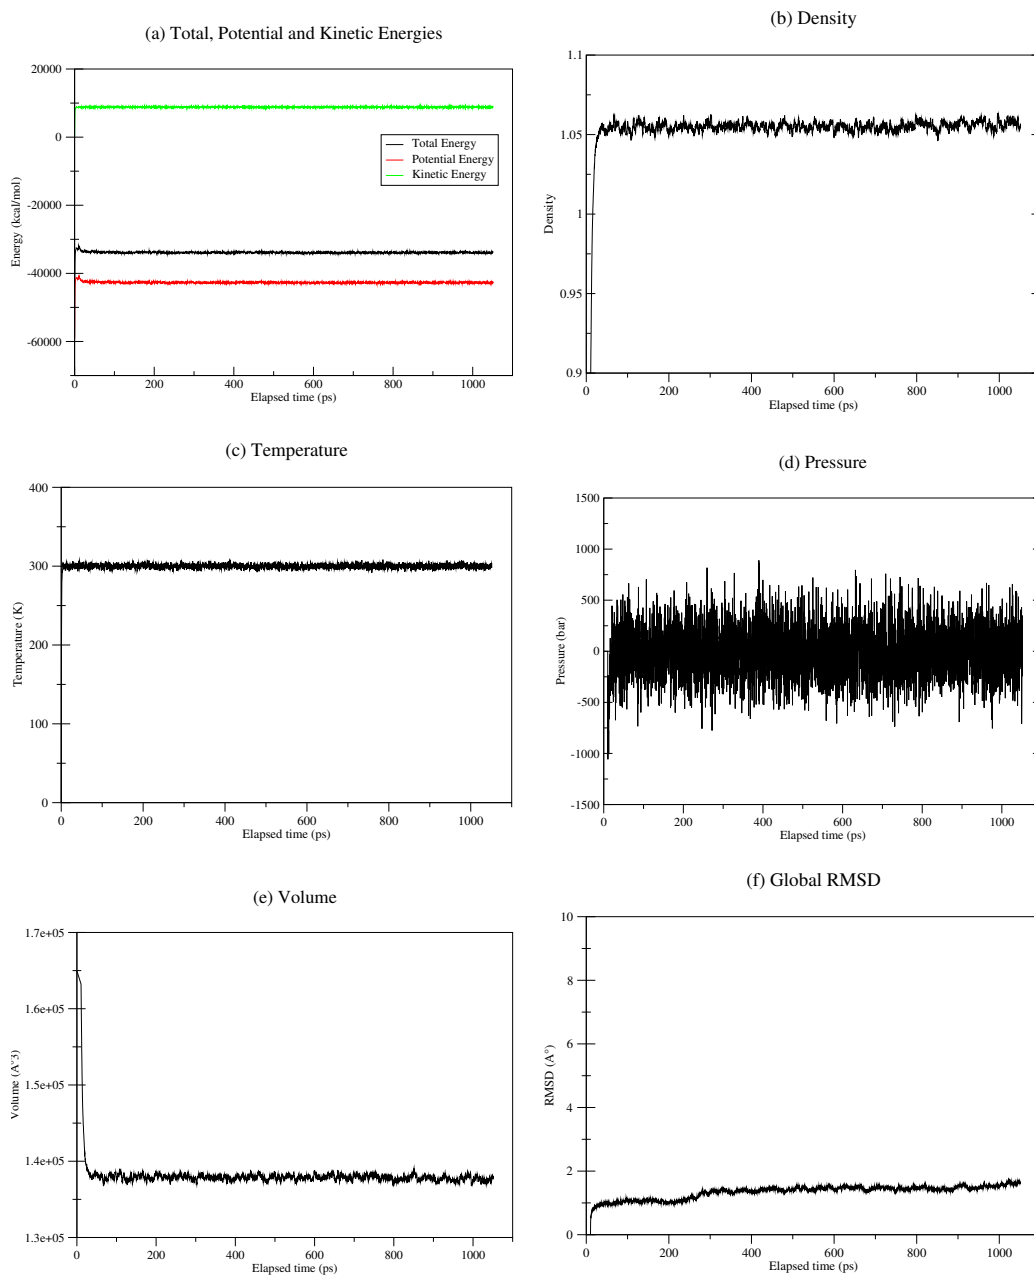 (a) Total, Potential and Kinetic Energies
20000
0
-20000
-40000
-60000
Energy (kcal/mol)
Total Energy
Potential Energy
Kinetic Energy
0 200 400 600 800 1000
Elapsed time (ps)
(b) Density
1.1
1.05
1
0.95
0.9
Density
0 200 400 600 800 1000
Elapsed time (ps)
(c) Temperature
400
300
200
100
0
Temperature (K)
0 200 400 600 800 1000
Elapsed time (ps)
(d) Pressure
1500
1000
500
0
-500
-1000
-1500
Pressure (bar)
0 200 400 600 800 1000
Elapsed time (ps)
(e) Volume
1.7e+05
1.6e+05
1.5e+05
1.4e+05
1.3e+05
Volume (A^3)
0 200 400 600 800 1000
Elapsed time (ps)
(f) Global RMSD
10
8
6
4
2
0
RMSD (A°)
0 200 400 600 800 1000
Elapsed time (ps)